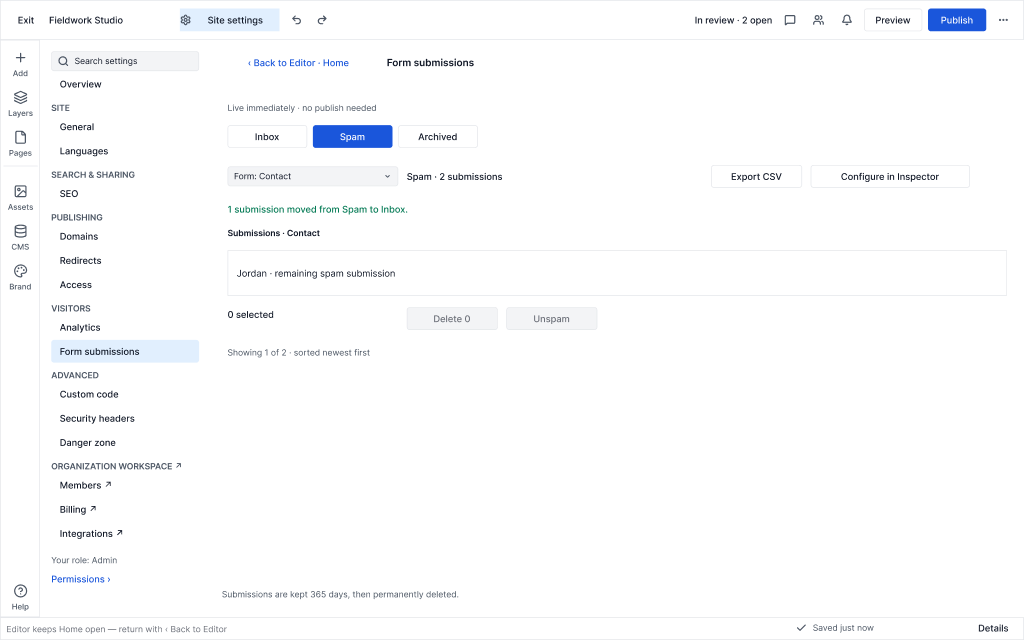 Exit Fieldwork Studio Site settings In review · 2 open Preview Publish
Add
Layers
Pages
Assets
CMS
Brand
Help
Search settings
Overview
SITE
General
Languages
SEARCH & SHARING
SEO
PUBLISHING
Domains
Redirects
Access
VISITORS
Analytics
Form submissions
ADVANCED
Custom code
Security headers
Danger zone
ORGANIZATION WORKSPACE ↗
Members ↗
Billing ↗
Integrations ↗
Your role: Admin
Permissions ›
‹ Back to Editor · Home Form submissions
Live immediately · no publish needed
Inbox Spam Archived
Form: Contact Spam · 2 submissions Export CSV Configure in Inspector
1 submission moved from Spam to Inbox.
Submissions · Contact
Jordan · remaining spam submission
0 selected Delete 0 Unspam
Showing 1 of 2 · sorted newest first
Submissions are kept 365 days, then permanently deleted.
Editor keeps Home open — return with ‹ Back to Editor Saved just now Details